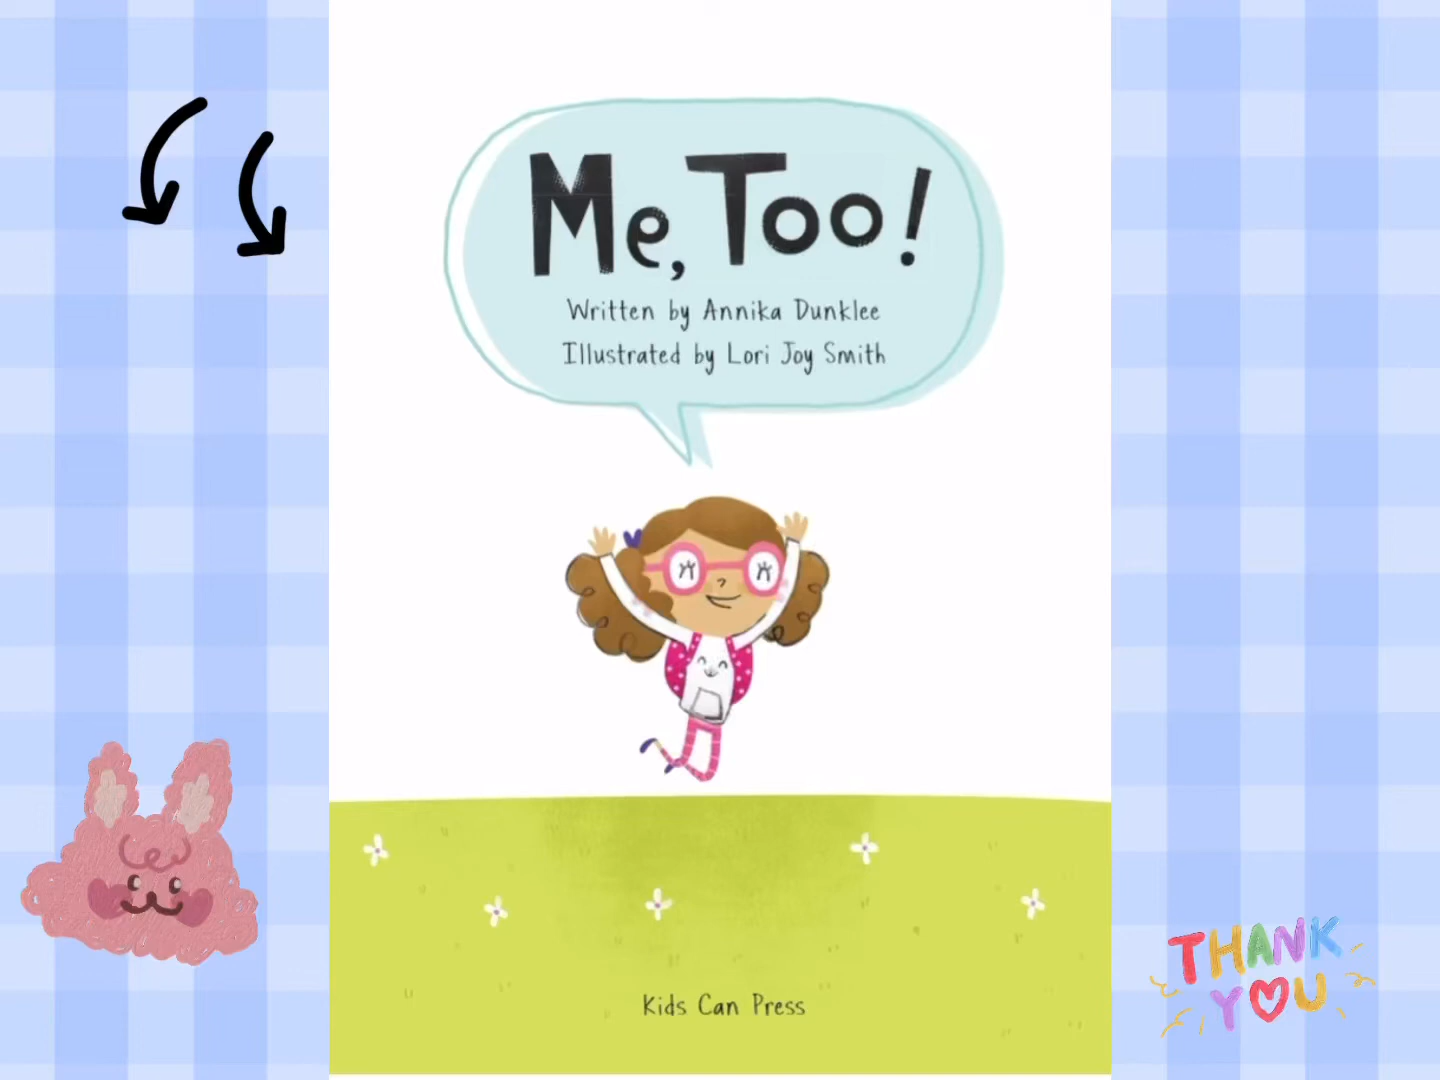 Me, Too!
Written by Annika Dunklee
Illustrated by Lori Joy Smith
Kids Can Press
THANK
YOU